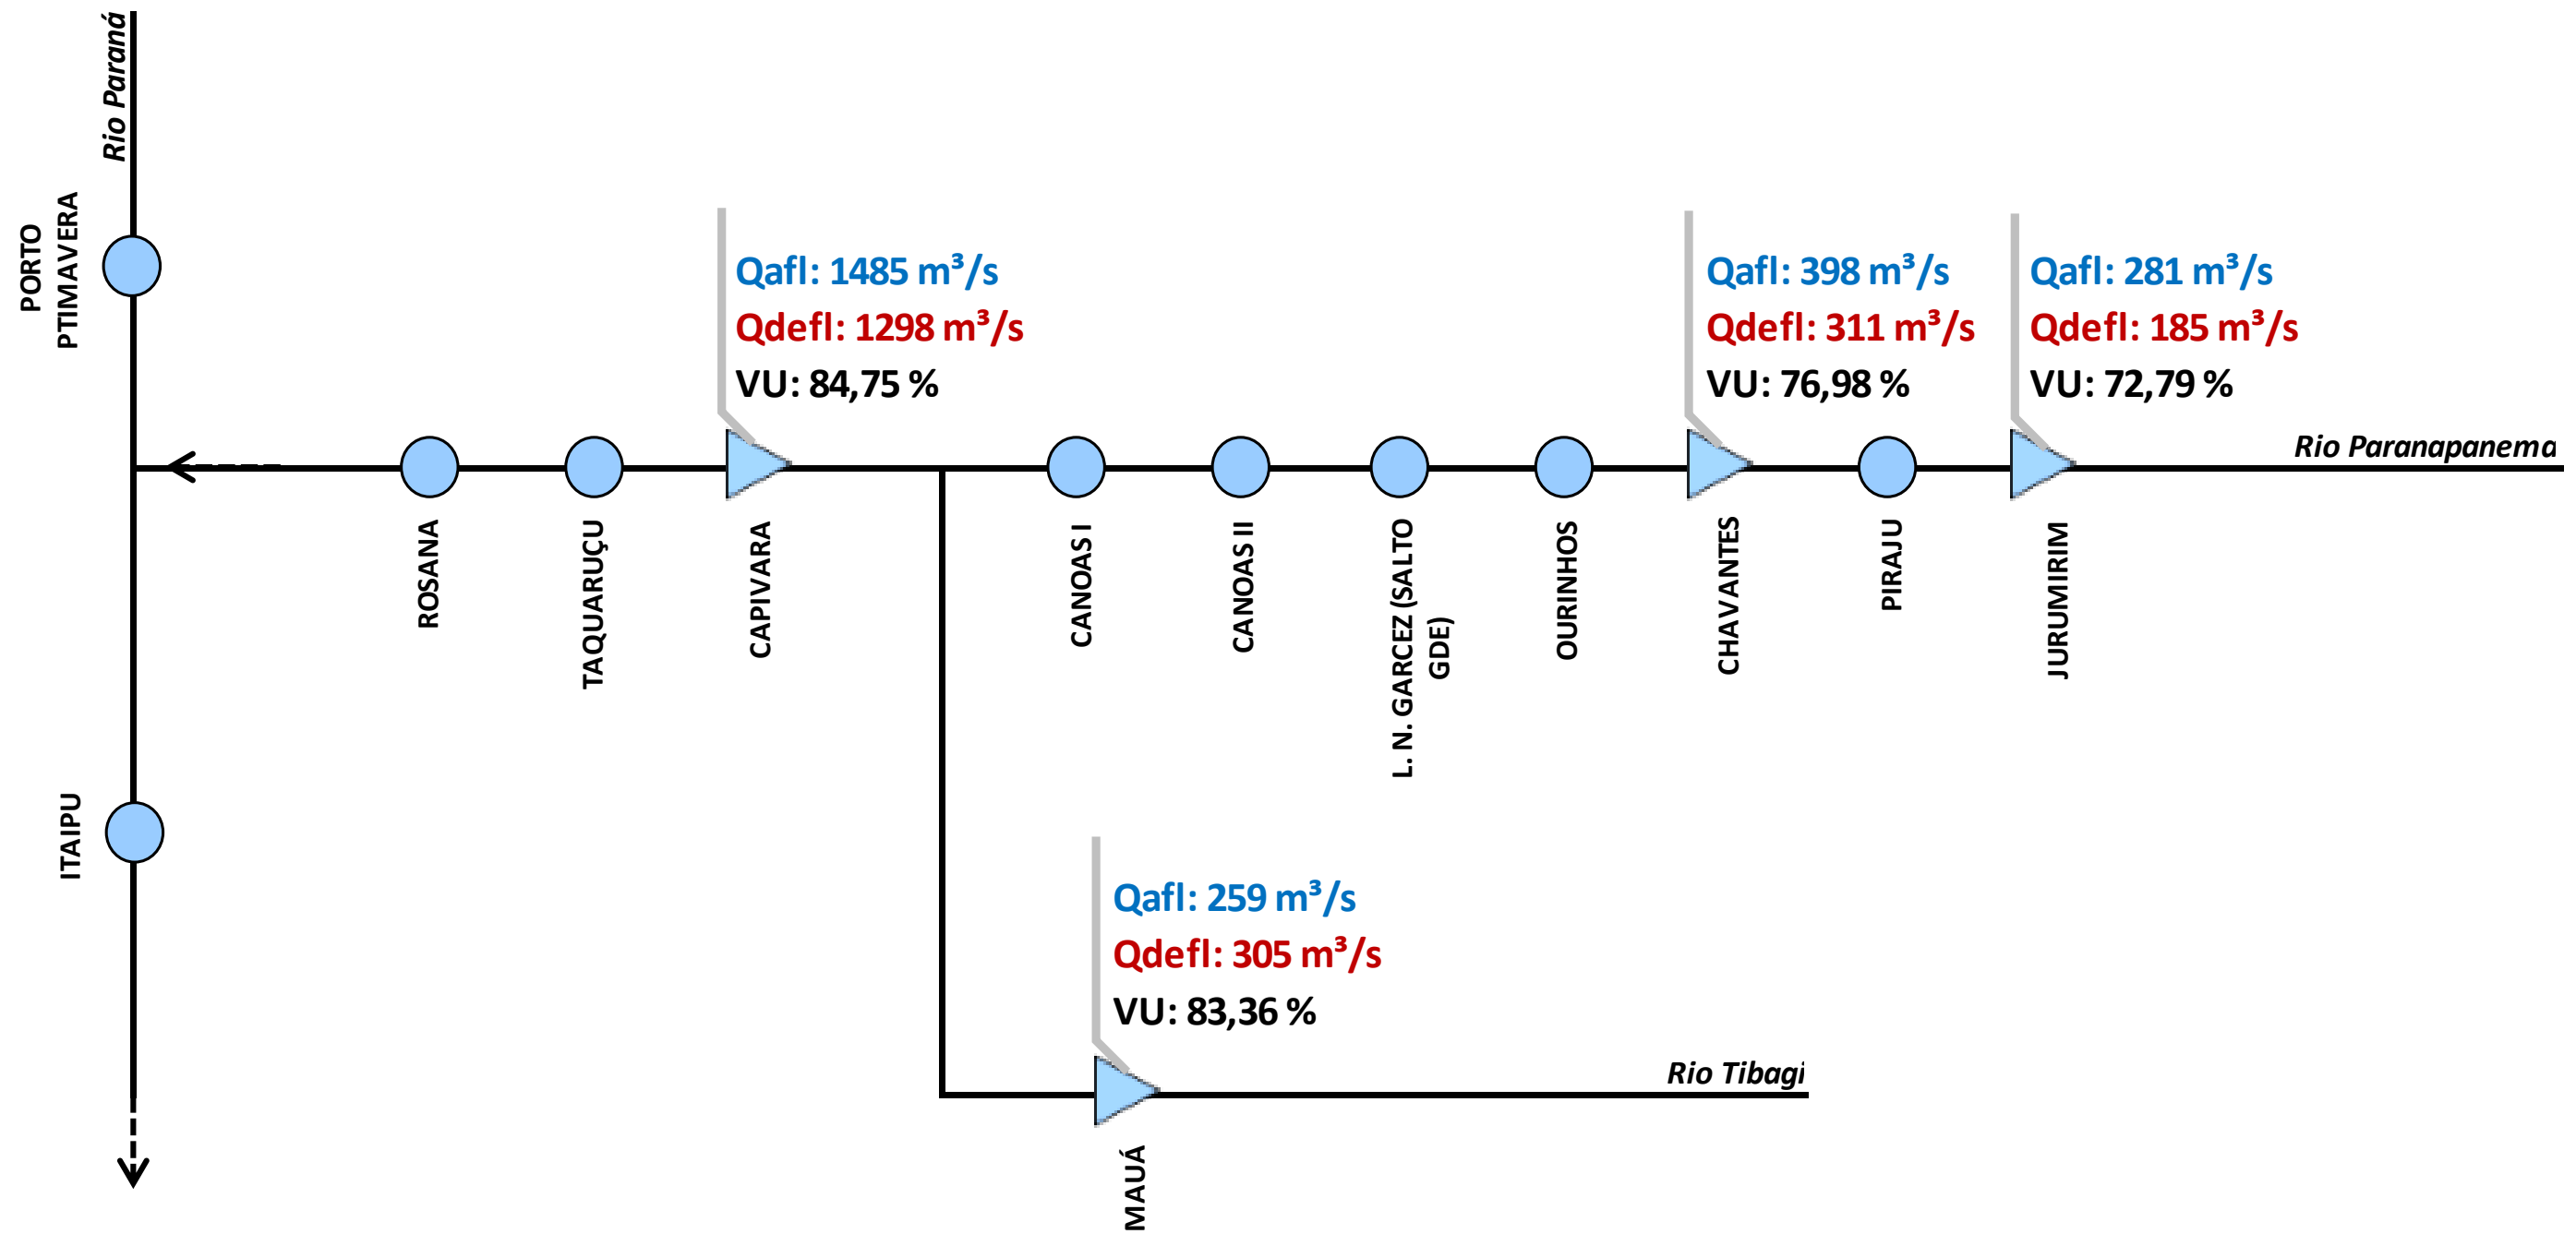 Rio Paraná
PORTO
PTIMAVERA
Qafl: 1485 m³/s
Qdefl: 1298 m³/s
VU: 84,75 %
Qafl: 398 m³/s
Qdefl: 311 m³/s
VU: 76,98 %
Qafl: 281 m³/s
Qdefl: 185 m³/s
VU: 72,79 %
Rio Paranapanema
ROSANA
TAQUARUÇU
CAPIVARA
CANOAS I
CANOAS II
L. N. GARCEZ (SALTO
GDE)
OURINHOS
CHAVANTES
PIRAJU
JURUMIRIM
ITAIPU
Qafl: 259 m³/s
Qdefl: 305 m³/s
VU: 83,36 %
Rio Tibagi
MAUÁ